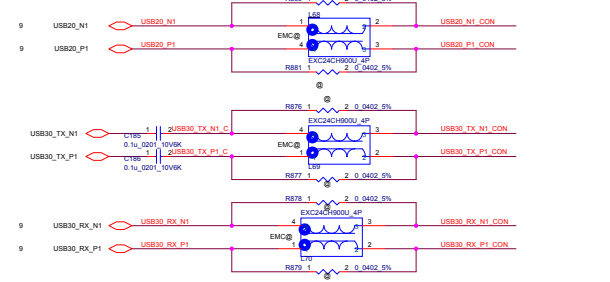 L68
9 USB20_N1 USB20_N1 1 2 USB20_N1_CON
EMC@
9 USB20_P1 USB20_P1 4 3 USB20_P1_CON
EXC24CH900U_4P
R881 1 2 0_0402_5%
@
@
R876 1 2 0_0402_5%
EXC24CH900U_4P
USB30_TX_N1 1 2 USB30_TX_N1_C 4 3 USB30_TX_N1_CON
C185
0.1u_0201_10V6K
EMC@
USB30_TX_P1 1 2 USB30_TX_P1_C 1 2 USB30_TX_P1_CON
C186
0.1u_0201_10V6K
L69
R877 1 2 0_0402_5%
@
R878 1 2 0_0402_5%
@
EXC24CH900U_4P
9 USB30_RX_N1 USB30_RX_N1 4 3 USB30_RX_N1_CON
EMC@
9 USB30_RX_P1 USB30_RX_P1 1 2 USB30_RX_P1_CON
L70
R879 1 2 0_0402_5%
@